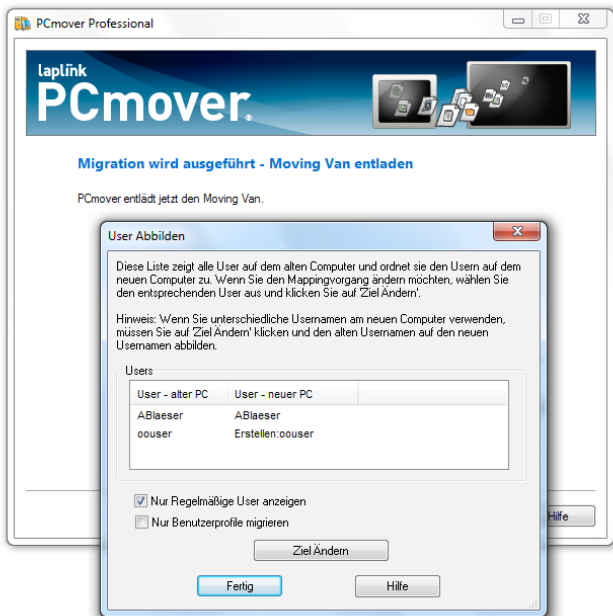 PCmover Professional
laplink
PCmover®
Migration wird ausgeführt - Moving Van entladen
PCmover entlädt jetzt den Moving Van.
User Abbilden
Diese Liste zeigt alle User auf dem alten Computer und ordnet sie den Usern auf dem
neuen Computer zu. Wenn Sie den Mappingvorgang ändern möchten, wählen Sie
den entsprechenden User aus und klicken Sie auf 'Ziel Ändern'.
Hinweis: Wenn Sie unterschiedliche Usernamen am neuen Computer verwenden,
müssen Sie auf 'Ziel Ändern' klicken und den alten Usernamen auf den neuen
Usernamen abbilden.
Users
User - alter PC User - neuer PC
ABlaeser ABlaeser
oouser Erstellen:oouser
Nur Regelmäßige User anzeigen
Nur Benutzerprofile migrieren
Hilfe
Ziel Ändern
Fertig Hilfe